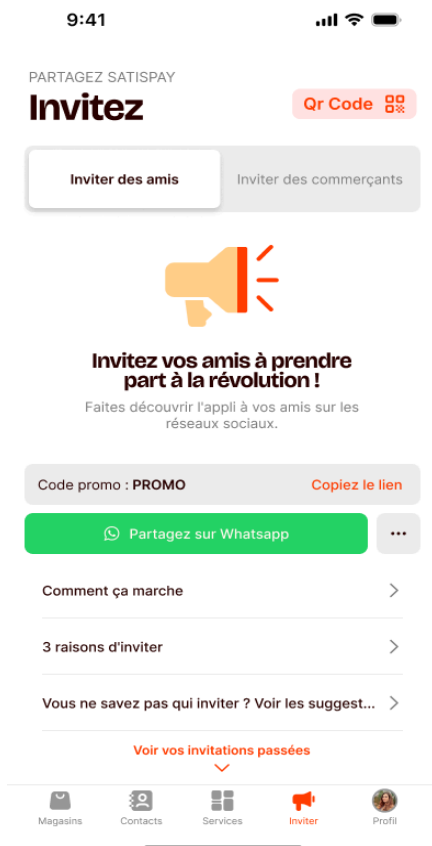 9:41
PARTAGEZ SATISPAY
Invitez
Qr Code
Inviter des amis
Inviter des commerçants
Invitez vos amis à prendre
part à la révolution !
Faites découvrir l'appli à vos amis sur les
réseaux sociaux.
Code promo : PROMO
Copiez le lien
Partagez sur Whatsapp
Comment ça marche
3 raisons d'inviter
Vous ne savez pas qui inviter ? Voir les suggest...
Voir vos invitations passées
Magasins
Contacts
Services
Inviter
Profil